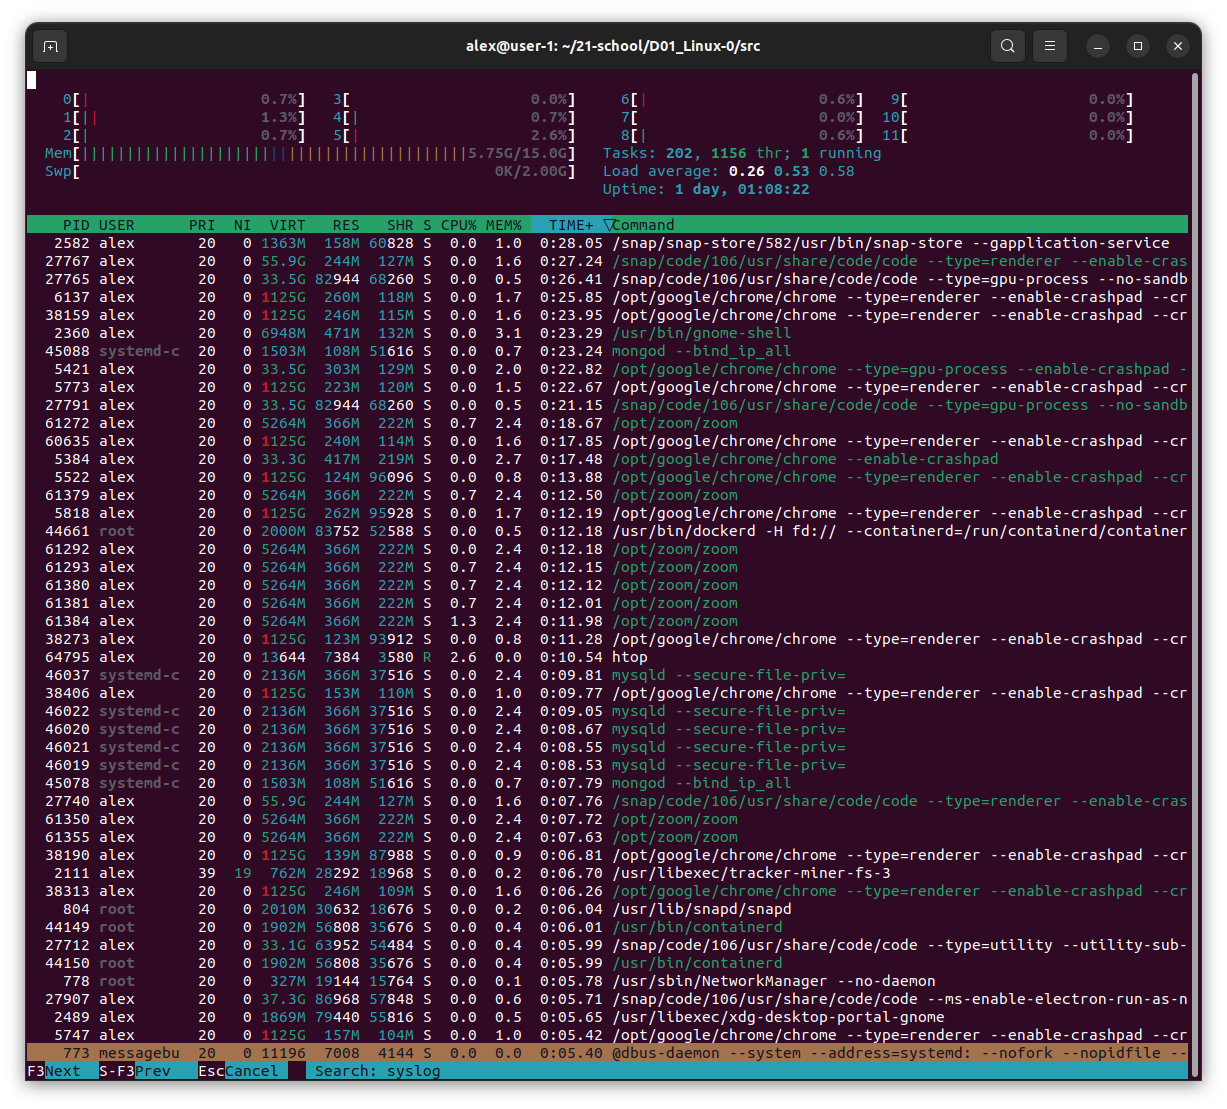 alex@user-1: ~/21-school/D01_Linux-0/src
0[| 0.7%] 3[ 0.0%] 6[| 0.6%] 9[ 0.0%]
1[|| 1.3%] 4[| 0.7%] 7[ 0.0%] 10[ 0.0%]
2[| 0.7%] 5[| 2.6%] 8[| 0.6%] 11[ 0.0%]
Mem[|||||||||||||||||||||||||||||||||||||||||||5.75G/15.0G] Tasks: 202, 1156 thr; 1 running
Swp[ 0K/2.00G] Load average: 0.26 0.53 0.58
Uptime: 1 day, 01:08:22
PID USER PRI NI VIRT RES SHR S CPU% MEM% TIME+ ▽Command
2582 alex 20 0 1363M 158M 60828 S 0.0 1.0 0:28.05 /snap/snap-store/582/usr/bin/snap-store --gapplication-service
27767 alex 20 0 55.9G 244M 127M S 0.0 1.6 0:27.24 /snap/code/106/usr/share/code/code --type=renderer --enable-cras
27765 alex 20 0 33.5G 82944 68260 S 0.0 0.5 0:26.41 /snap/code/106/usr/share/code/code --type=gpu-process --no-sandb
6137 alex 20 0 1125G 260M 118M S 0.0 1.7 0:25.85 /opt/google/chrome/chrome --type=renderer --enable-crashpad --cr
38159 alex 20 0 1125G 246M 115M S 0.0 1.6 0:23.95 /opt/google/chrome/chrome --type=renderer --enable-crashpad --cr
2360 alex 20 0 6948M 471M 132M S 0.0 3.1 0:23.29 /usr/bin/gnome-shell
45088 systemd-c 20 0 1503M 108M 51616 S 0.0 0.7 0:23.24 mongod --bind_ip_all
5421 alex 20 0 33.5G 303M 129M S 0.0 2.0 0:22.82 /opt/google/chrome/chrome --type=gpu-process --enable-crashpad -
5773 alex 20 0 1125G 223M 120M S 0.0 1.5 0:22.67 /opt/google/chrome/chrome --type=renderer --enable-crashpad --cr
27791 alex 20 0 33.5G 82944 68260 S 0.0 0.5 0:21.15 /snap/code/106/usr/share/code/code --type=gpu-process --no-sandb
61272 alex 20 0 5264M 366M 222M S 0.7 2.4 0:18.67 /opt/zoom/zoom
60635 alex 20 0 1125G 240M 114M S 0.0 1.6 0:17.85 /opt/google/chrome/chrome --type=renderer --enable-crashpad --cr
5384 alex 20 0 33.3G 417M 219M S 0.0 2.7 0:17.48 /opt/google/chrome/chrome --enable-crashpad
5522 alex 20 0 1125G 124M 96096 S 0.0 0.8 0:13.88 /opt/google/chrome/chrome --type=renderer --enable-crashpad --cr
61379 alex 20 0 5264M 366M 222M S 0.7 2.4 0:12.50 /opt/zoom/zoom
5818 alex 20 0 1125G 262M 95928 S 0.0 1.7 0:12.19 /opt/google/chrome/chrome --type=renderer --enable-crashpad --cr
44661 root 20 0 2000M 83752 52588 S 0.0 0.5 0:12.18 /usr/bin/dockerd -H fd:// --containerd=/run/containerd/container
61292 alex 20 0 5264M 366M 222M S 0.0 2.4 0:12.18 /opt/zoom/zoom
61293 alex 20 0 5264M 366M 222M S 0.7 2.4 0:12.15 /opt/zoom/zoom
61380 alex 20 0 5264M 366M 222M S 0.7 2.4 0:12.12 /opt/zoom/zoom
61381 alex 20 0 5264M 366M 222M S 0.7 2.4 0:12.01 /opt/zoom/zoom
61384 alex 20 0 5264M 366M 222M S 1.3 2.4 0:11.98 /opt/zoom/zoom
38273 alex 20 0 1125G 123M 93912 S 0.0 0.8 0:11.28 /opt/google/chrome/chrome --type=renderer --enable-crashpad --cr
64795 alex 20 0 13644 7384 3580 R 2.6 0.0 0:10.54 htop
46037 systemd-c 20 0 2136M 366M 37516 S 0.0 2.4 0:09.81 mysqld --secure-file-priv=
38406 alex 20 0 1125G 153M 110M S 0.0 1.0 0:09.77 /opt/google/chrome/chrome --type=renderer --enable-crashpad --cr
46022 systemd-c 20 0 2136M 366M 37516 S 0.0 2.4 0:09.05 mysqld --secure-file-priv=
46020 systemd-c 20 0 2136M 366M 37516 S 0.0 2.4 0:08.67 mysqld --secure-file-priv=
46021 systemd-c 20 0 2136M 366M 37516 S 0.0 2.4 0:08.55 mysqld --secure-file-priv=
46019 systemd-c 20 0 2136M 366M 37516 S 0.0 2.4 0:08.53 mysqld --secure-file-priv=
45078 systemd-c 20 0 1503M 108M 51616 S 0.0 0.7 0:07.79 mongod --bind_ip_all
27740 alex 20 0 55.9G 244M 127M S 0.0 1.6 0:07.76 /snap/code/106/usr/share/code/code --type=renderer --enable-cras
61350 alex 20 0 5264M 366M 222M S 0.0 2.4 0:07.72 /opt/zoom/zoom
61355 alex 20 0 5264M 366M 222M S 0.0 2.4 0:07.63 /opt/zoom/zoom
38190 alex 20 0 1125G 139M 87988 S 0.0 0.9 0:06.81 /opt/google/chrome/chrome --type=renderer --enable-crashpad --cr
2111 alex 39 19 762M 28292 18968 S 0.0 0.2 0:06.70 /usr/libexec/tracker-miner-fs-3
38313 alex 20 0 1125G 246M 109M S 0.0 1.6 0:06.26 /opt/google/chrome/chrome --type=renderer --enable-crashpad --cr
804 root 20 0 2010M 30632 18676 S 0.0 0.2 0:06.04 /usr/lib/snapd/snapd
44149 root 20 0 1902M 56808 35676 S 0.0 0.4 0:06.01 /usr/bin/containerd
27712 alex 20 0 33.1G 63952 54484 S 0.0 0.4 0:05.99 /snap/code/106/usr/share/code/code --type=utility --utility-sub-
44150 root 20 0 1902M 56808 35676 S 0.0 0.4 0:05.99 /usr/bin/containerd
778 root 20 0 327M 19144 15764 S 0.0 0.1 0:05.78 /usr/sbin/NetworkManager --no-daemon
27907 alex 20 0 37.3G 86968 57848 S 0.0 0.6 0:05.71 /snap/code/106/usr/share/code/code --ms-enable-electron-run-as-n
2489 alex 20 0 1869M 79440 55816 S 0.0 0.5 0:05.65 /usr/libexec/xdg-desktop-portal-gnome
5747 alex 20 0 1125G 157M 104M S 0.0 1.0 0:05.42 /opt/google/chrome/chrome --type=renderer --enable-crashpad --cr
773 messagebu 20 0 11196 7008 4144 S 0.0 0.0 0:05.40 @dbus-daemon --system --address=systemd: --nofork --nopidfile --
F3Next S-F3Prev EscCancel Search: syslog